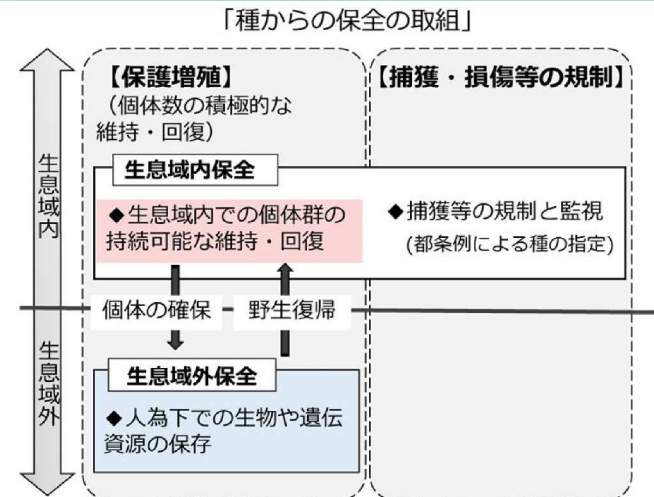 「種からの保全の取組」
【保護増殖】
（個体数の積極的な
維持・回復）
【捕獲・損傷等の規制】
生息域内
生息域内保全
◆生息域内での個体群の
持続可能な維持・回復
◆捕獲等の規制と監視
(都条例による種の指定)
個体の確保
野生復帰
生息域外
生息域外保全
◆人為下での生物や遺伝
資源の保存